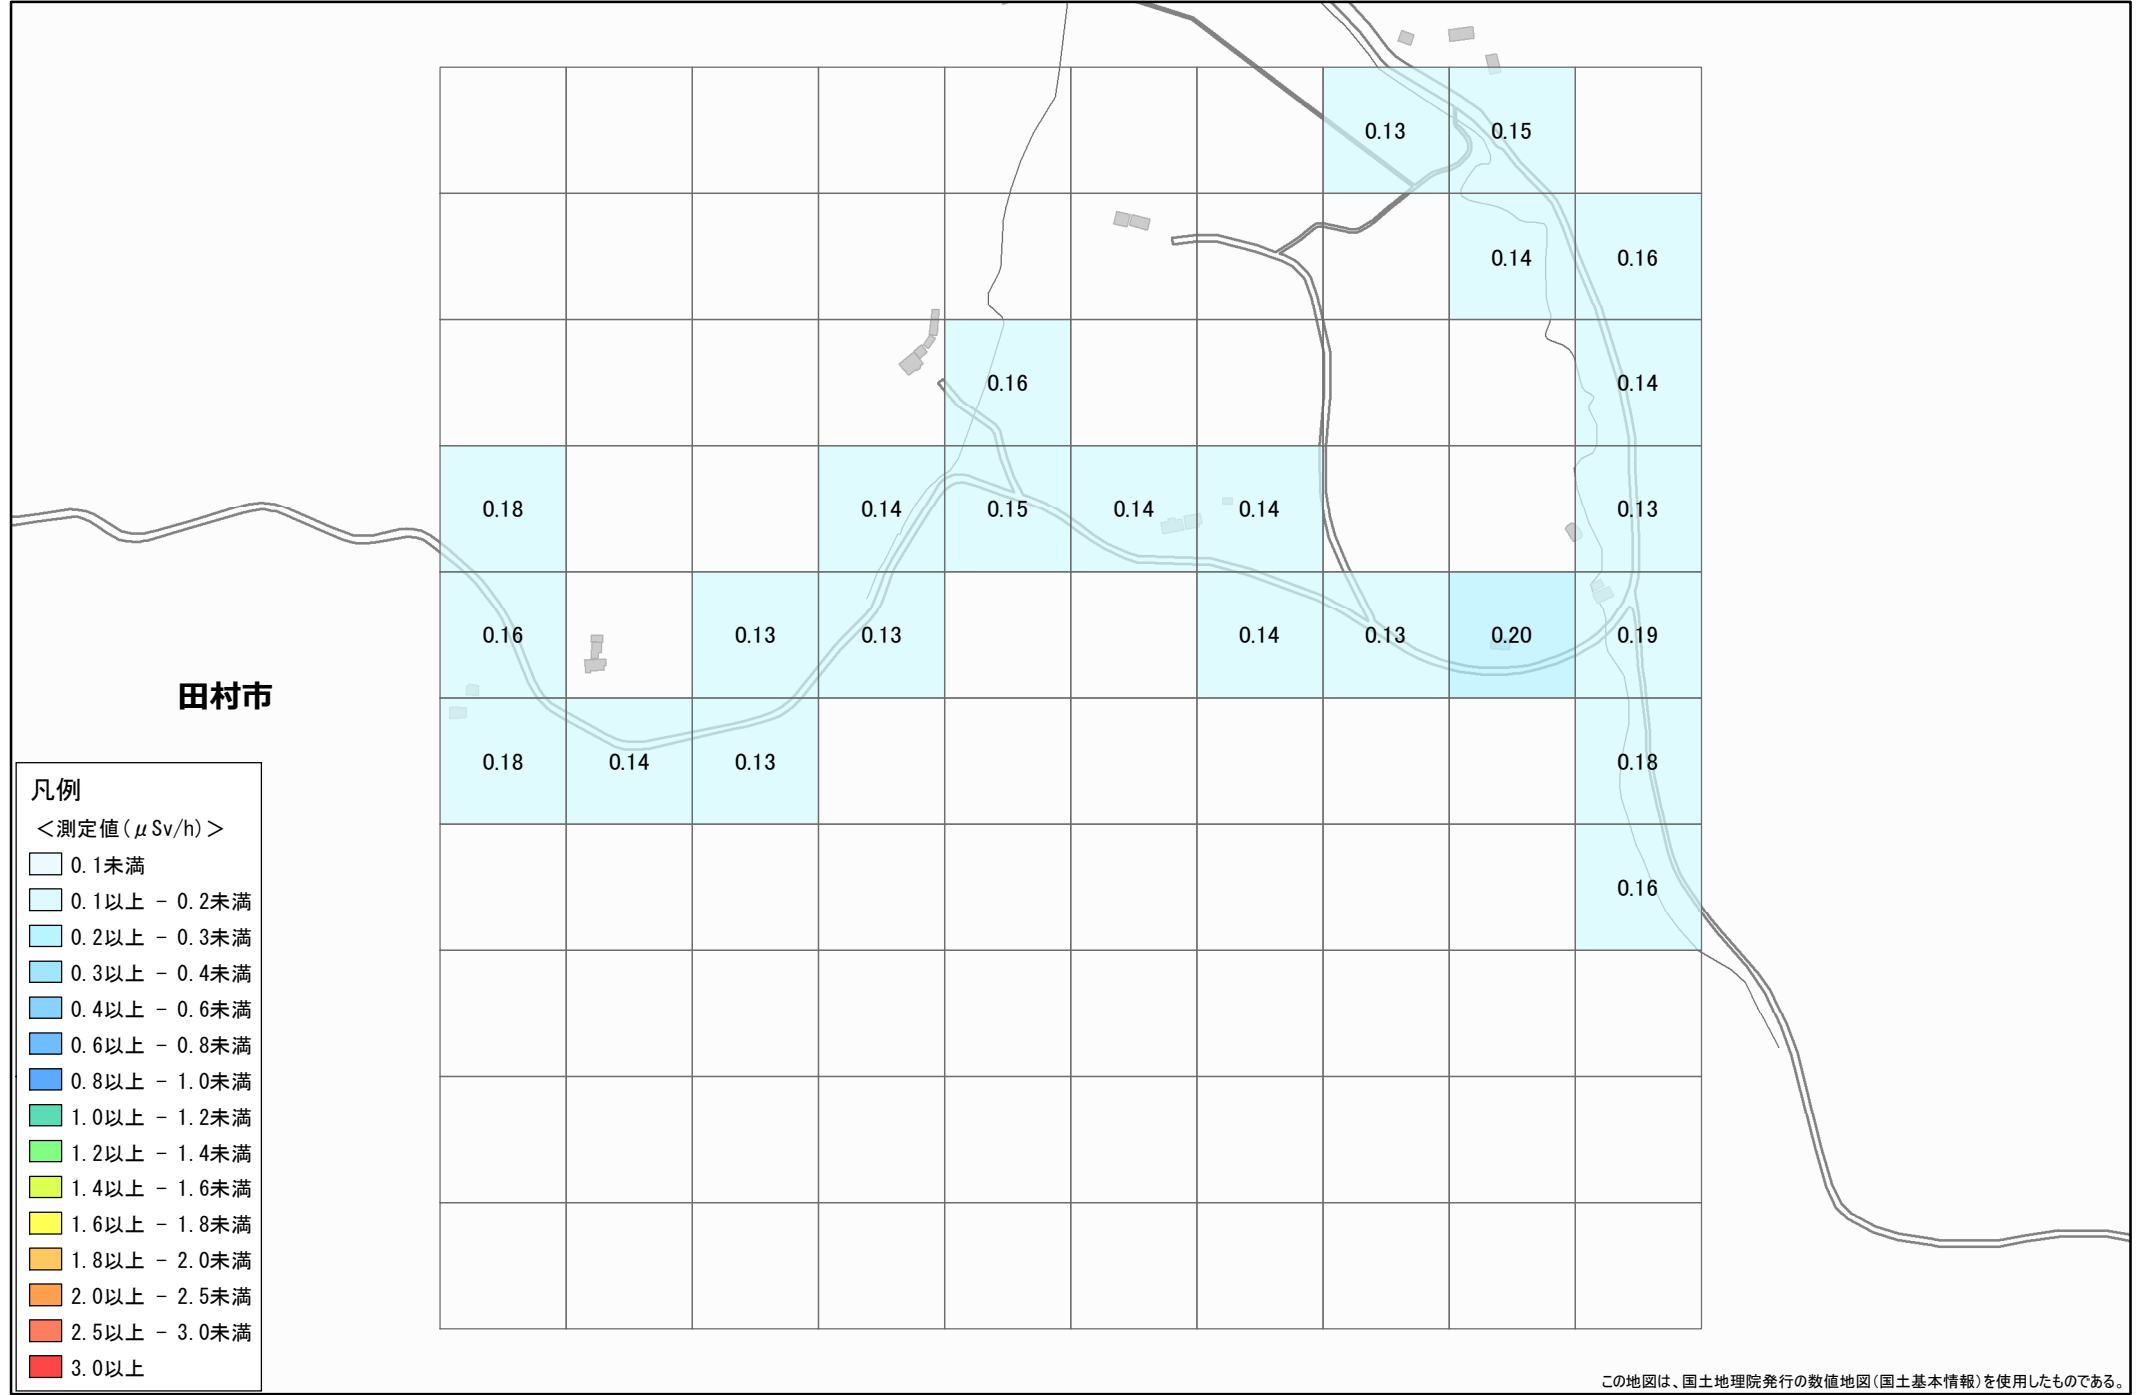 0.13 0.15
0.14 0.16
0.16 0.14
0.18 0.14 0.15 0.14 0.14 0.13
0.16 0.13 0.13 0.14 0.13 0.20 0.19
田村市
0.18 0.14 0.13 0.18
0.16
凡例
＜測定値(μSv/h)＞
0.1未満
0.1以上 − 0.2未満
0.2以上 − 0.3未満
0.3以上 − 0.4未満
0.4以上 − 0.6未満
0.6以上 − 0.8未満
0.8以上 − 1.0未満
1.0以上 − 1.2未満
1.2以上 − 1.4未満
1.4以上 − 1.6未満
1.6以上 − 1.8未満
1.8以上 − 2.0未満
2.0以上 − 2.5未満
2.5以上 − 3.0未満
3.0以上
この地図は、国土地理院発行の数値地図(国土基本情報)を使用したものである。